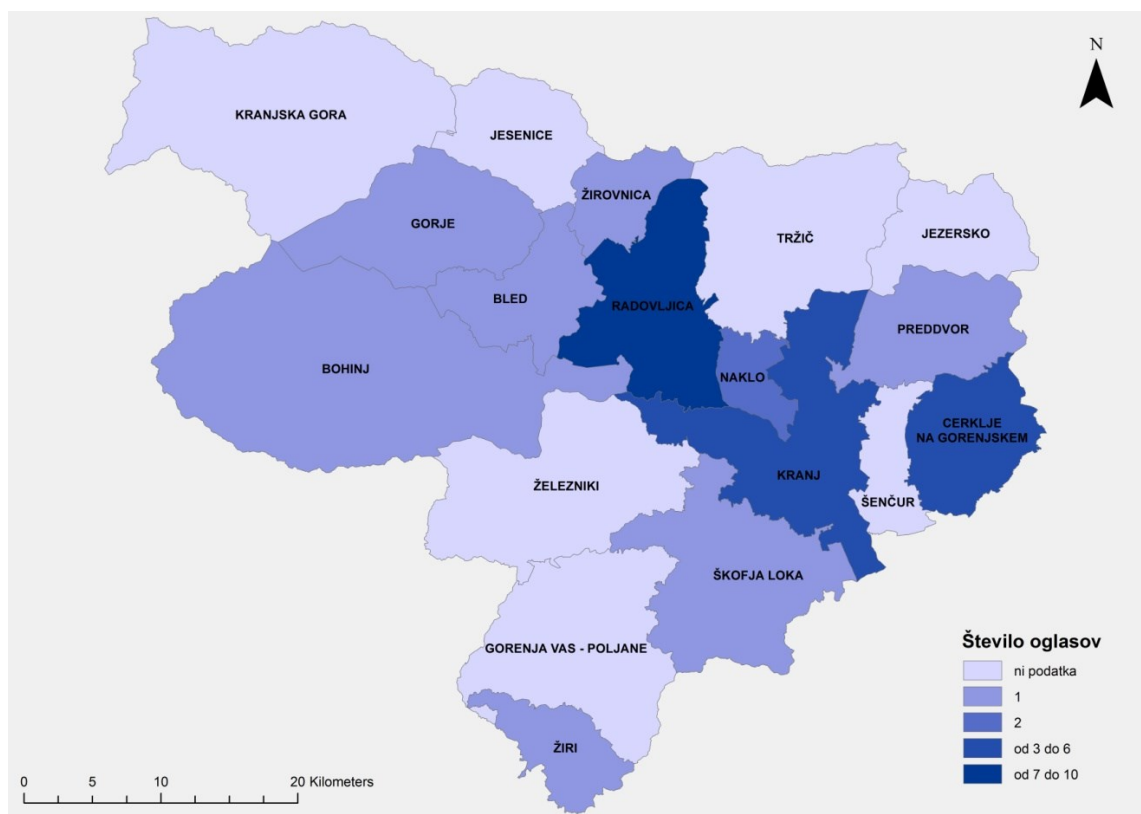 N
KRANJSKA GORA
JESENICE
ŽIROVNICA
GORJE
TRŽIČ
JEZERSKO
BLED
RADOVLJICA
PREDDVOR
BOHINJ
NAKLO
CERKLJE
NA GORENJSKEM
KRANJ
ŽELEZNIKI
ŠENČUR
ŠKOFJA LOKA
GORENJA VAS - POLJANE
ŽIRI
Število oglasov
ni podatka
1
2
od 3 do 6
od 7 do 10
0 5 10 20 Kilometers